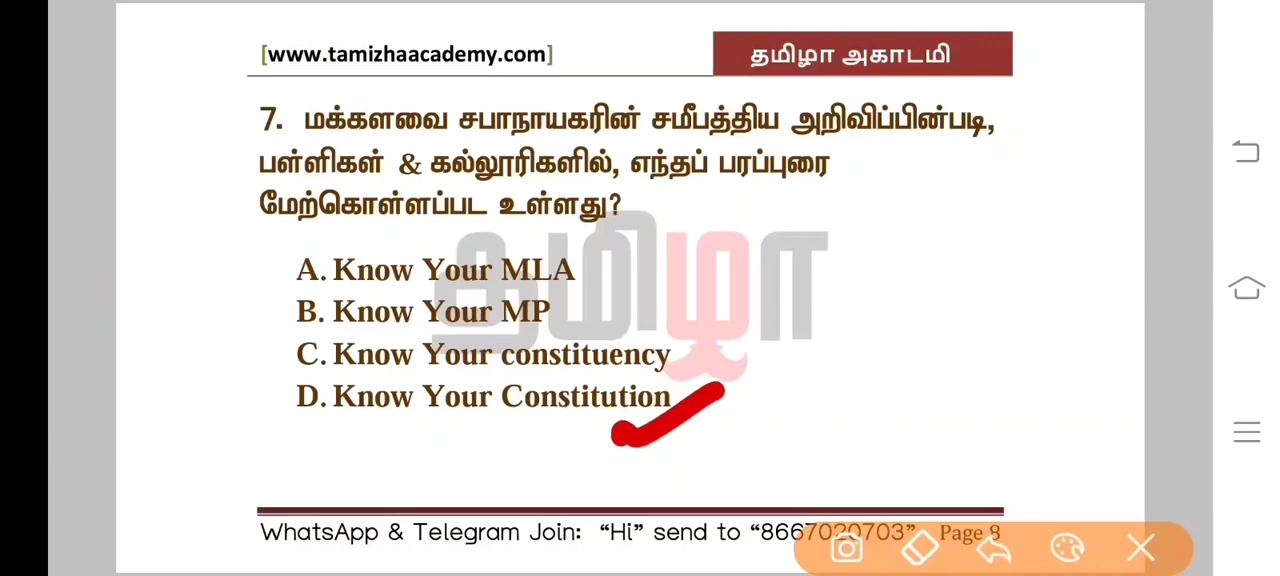 [www.tamizhaacademy.com]
தமிழா அகாடமி
7. மக்களவை சபாநாயகரின் சமீபத்திய அறிவிப்பின்படி,
பள்ளிகள் & கல்லூரிகளில், எந்தப் பரப்புரை
மேற்கொள்ளப்பட உள்ளது?
தமிழா
A. Know Your MLA
B. Know Your MP
C. Know Your constituency
D. Know Your Constitution
WhatsApp & Telegram Join: “Hi” send to “8667020703” Page 8